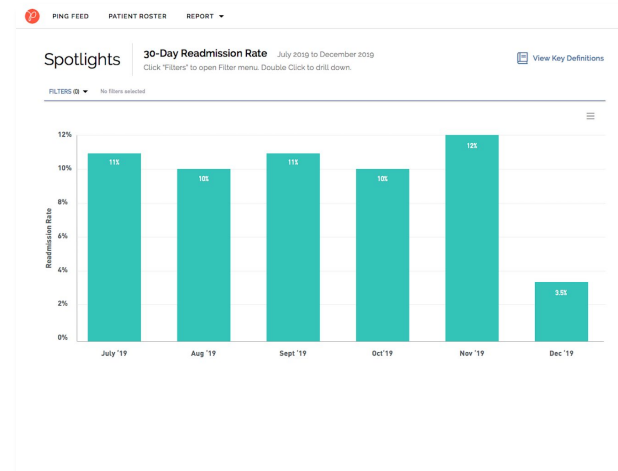 PING FEED PATIENT ROSTER REPORT
Spotlights
30-Day Readmission Rate July 2019 to December 2019
Click "Filters" to open Filter menu. Double Click to drill down.
View Key Definitions
FILTERS (0) No filters selected
Readmission Rate
12%
10%
8%
6%
4%
2%
0%
11%
10%
11%
10%
12%
3.5%
July '19 Aug '19 Sept '19 Oct'19 Nov '19 Dec '19